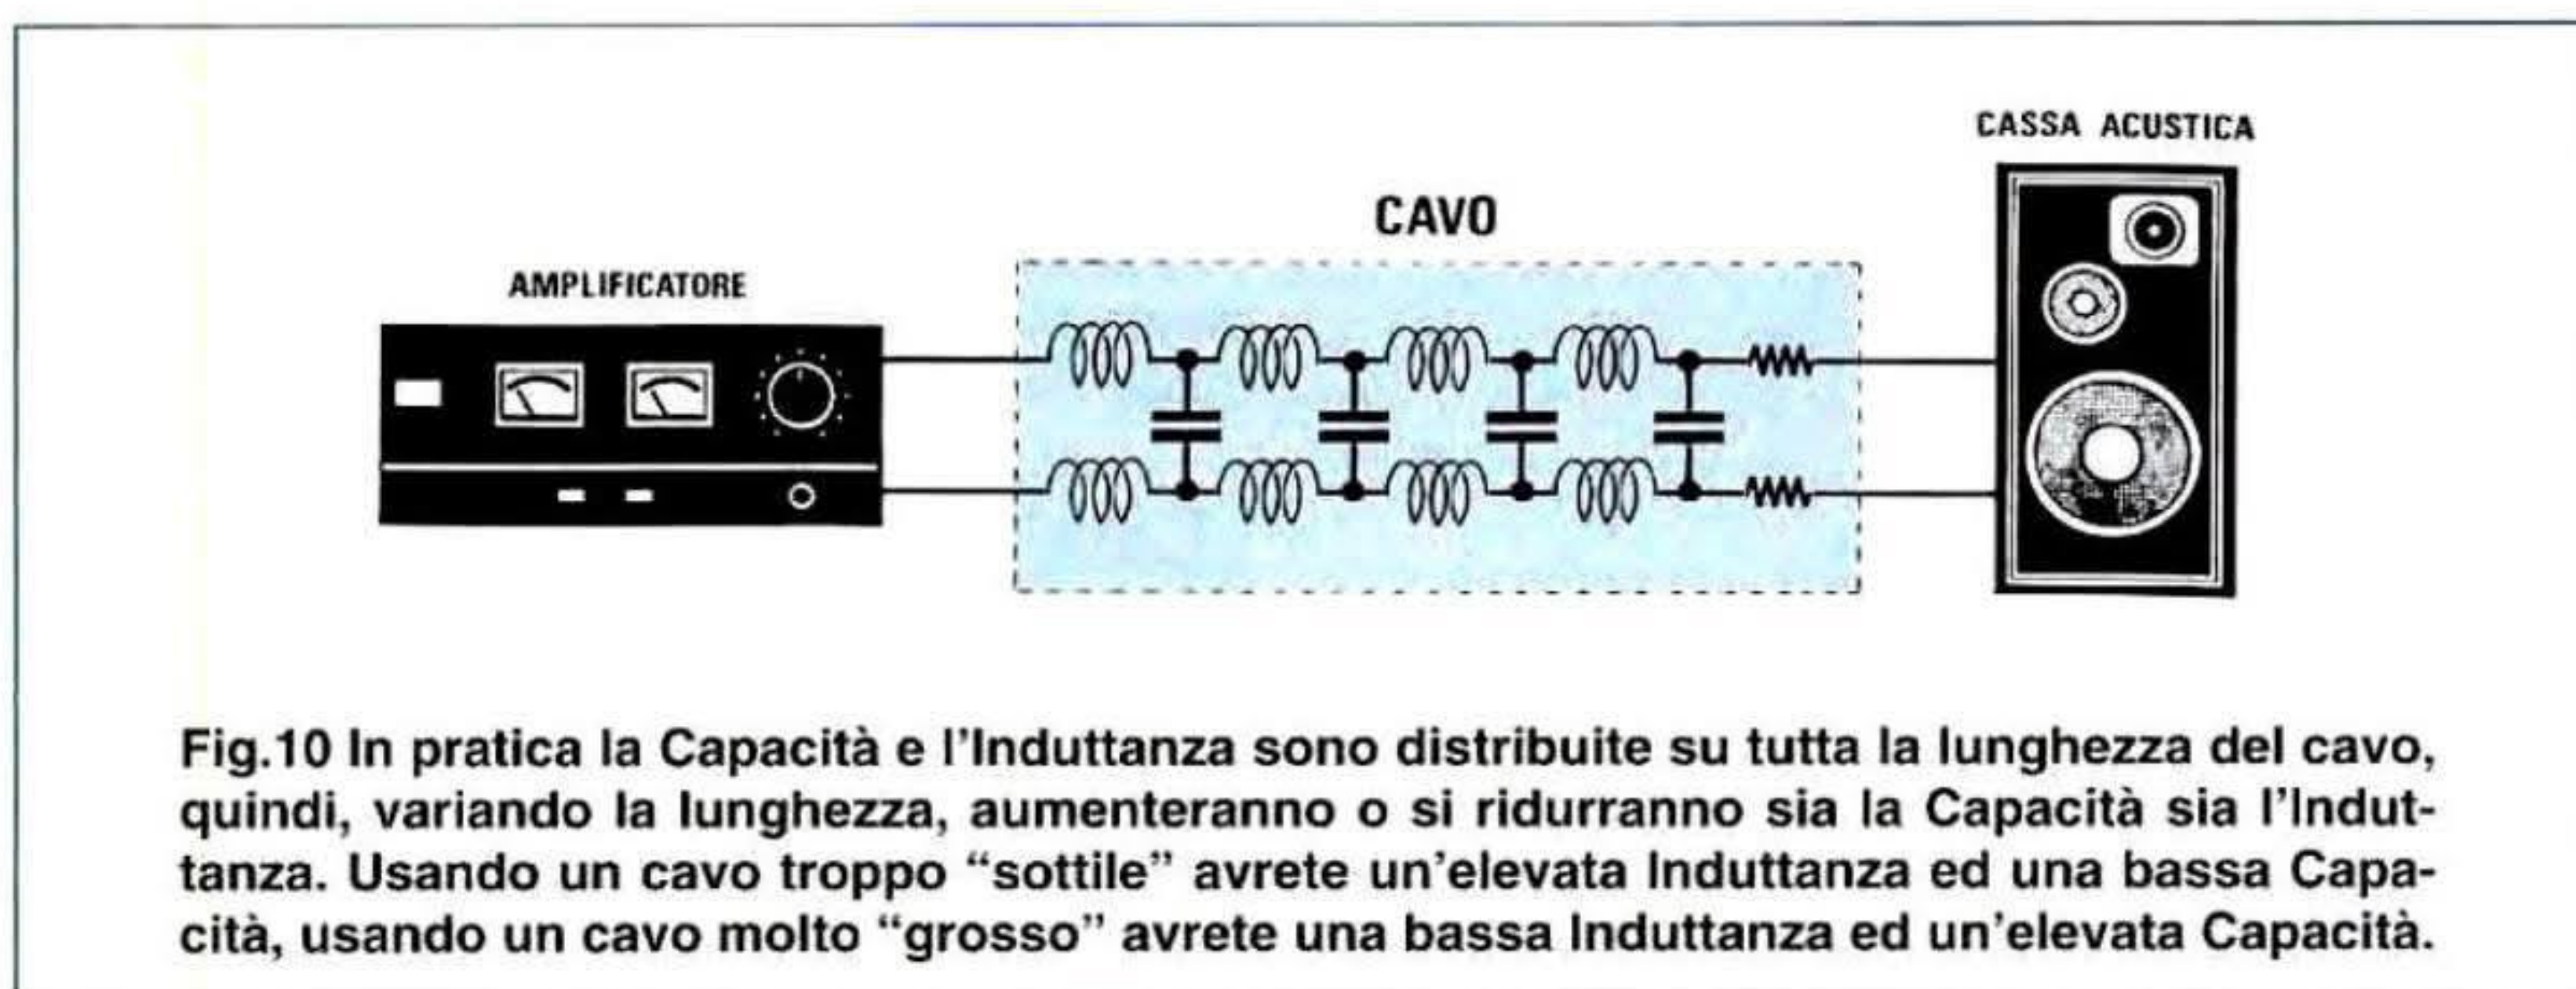 CASSA ACUSTICA
CAVO
AMPLIFICATORE
Fig.10 In pratica la Capacità e l'Induttanza sono distribuite su tutta la lunghezza del cavo,
quindi, variando la lunghezza, aumenteranno o si ridurranno sia la Capacità sia l'Indut-
tanza. Usando un cavo troppo “sottile” avrete un'elevata Induttanza ed una bassa Capa-
cità, usando un cavo molto “grosso” avrete una bassa Induttanza ed un'elevata Capacità.